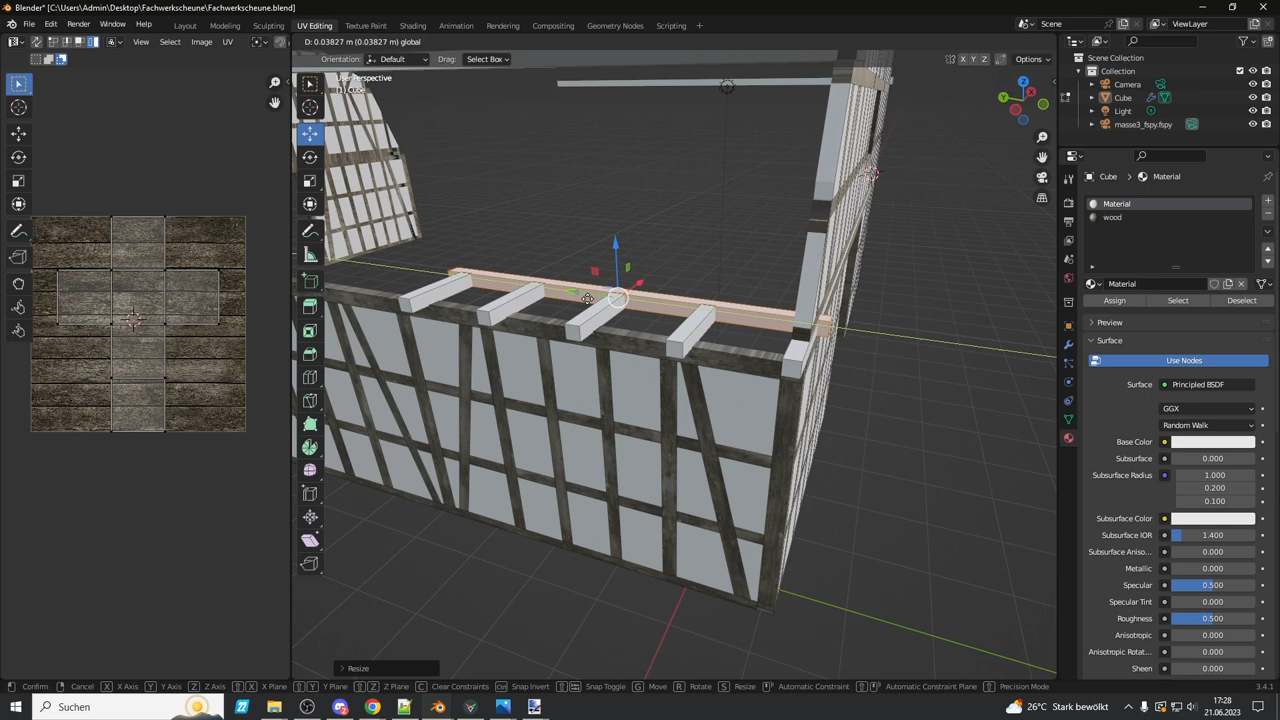 Blender* [C:\Users\Admin\Desktop\Fachwerkscheune\Fachwerkscheune.blend]
File Edit Render Window Help Layout Modeling Sculpting UV Editing Texture Paint Shading Animation Rendering Compositing Geometry Nodes Scripting Scene ViewLayer
View Select Image UV D: 0.03827 m (0.03827 m) global
Orientation: Default Drag: Select Box X Y Z Options
User Perspective
(1) Cube
Scene Collection
Collection
Camera
Cube
Light
masse3_fspy.fspy
Cube Material
Material
wood
Material
Assign Select Deselect
Preview
Surface
Use Nodes
Surface Principled BSDF
GGX
Random Walk
Base Color
Subsurface 0.000
Subsurface Radius 1.000
0.200
0.100
Subsurface Color
Subsurface IOR 1.400
Subsurface Aniso... 0.000
Metallic 0.000
Specular 0.500
Specular Tint 0.000
Roughness 0.500
Anisotropic 0.000
Anisotropic Rotat... 0.000
Sheen 0.000
Resize
Confirm Cancel X X Axis Y Y Axis Z Z Axis X X Plane Y Y Plane Z Z Plane C Clear Constraints Ctrl Snap Invert Snap Toggle G Move R Rotate S Resize Automatic Constraint Automatic Constraint Plane Precision Mode 3.4.1
Suchen 26°C Stark bewölkt 17:28
21.06.2023